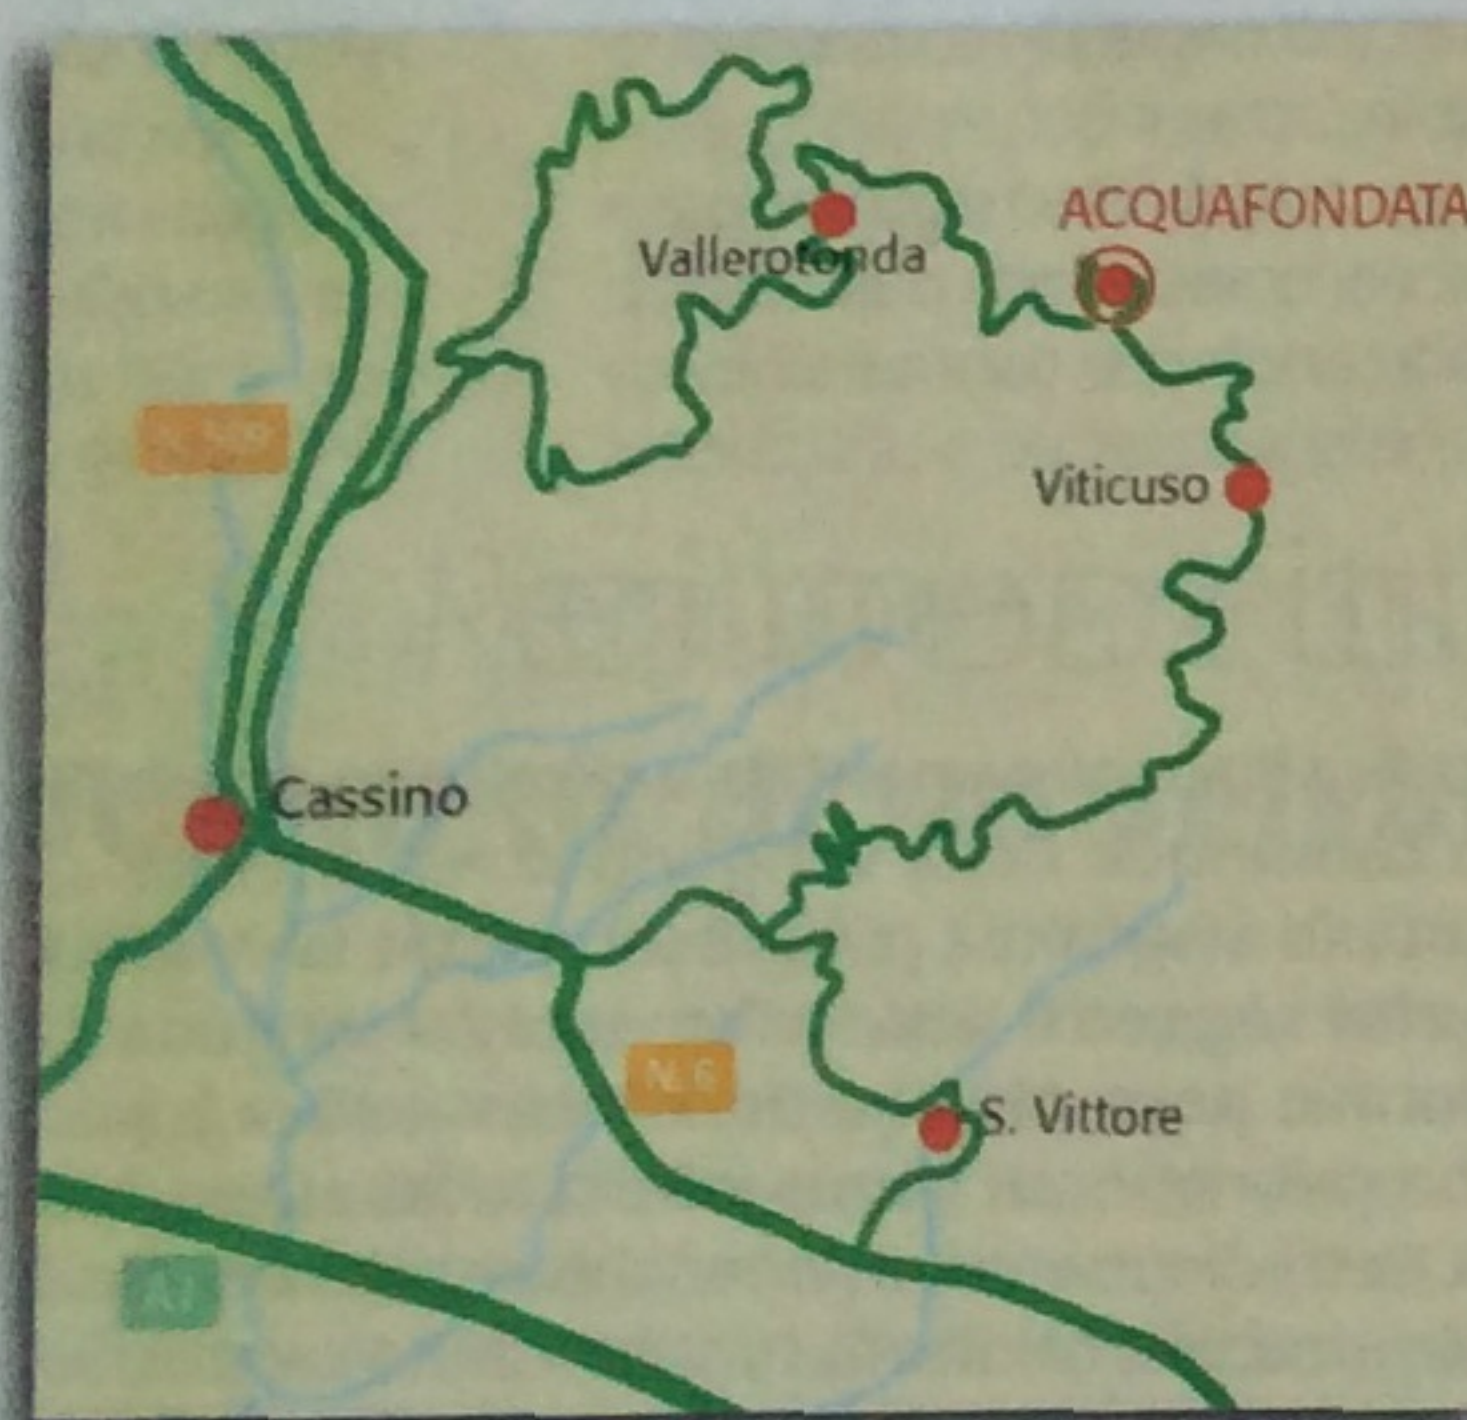 ACQUAFONDATA
Vallerotonda
Viticuso
Cassino
N. 6
S. Vittore
A1